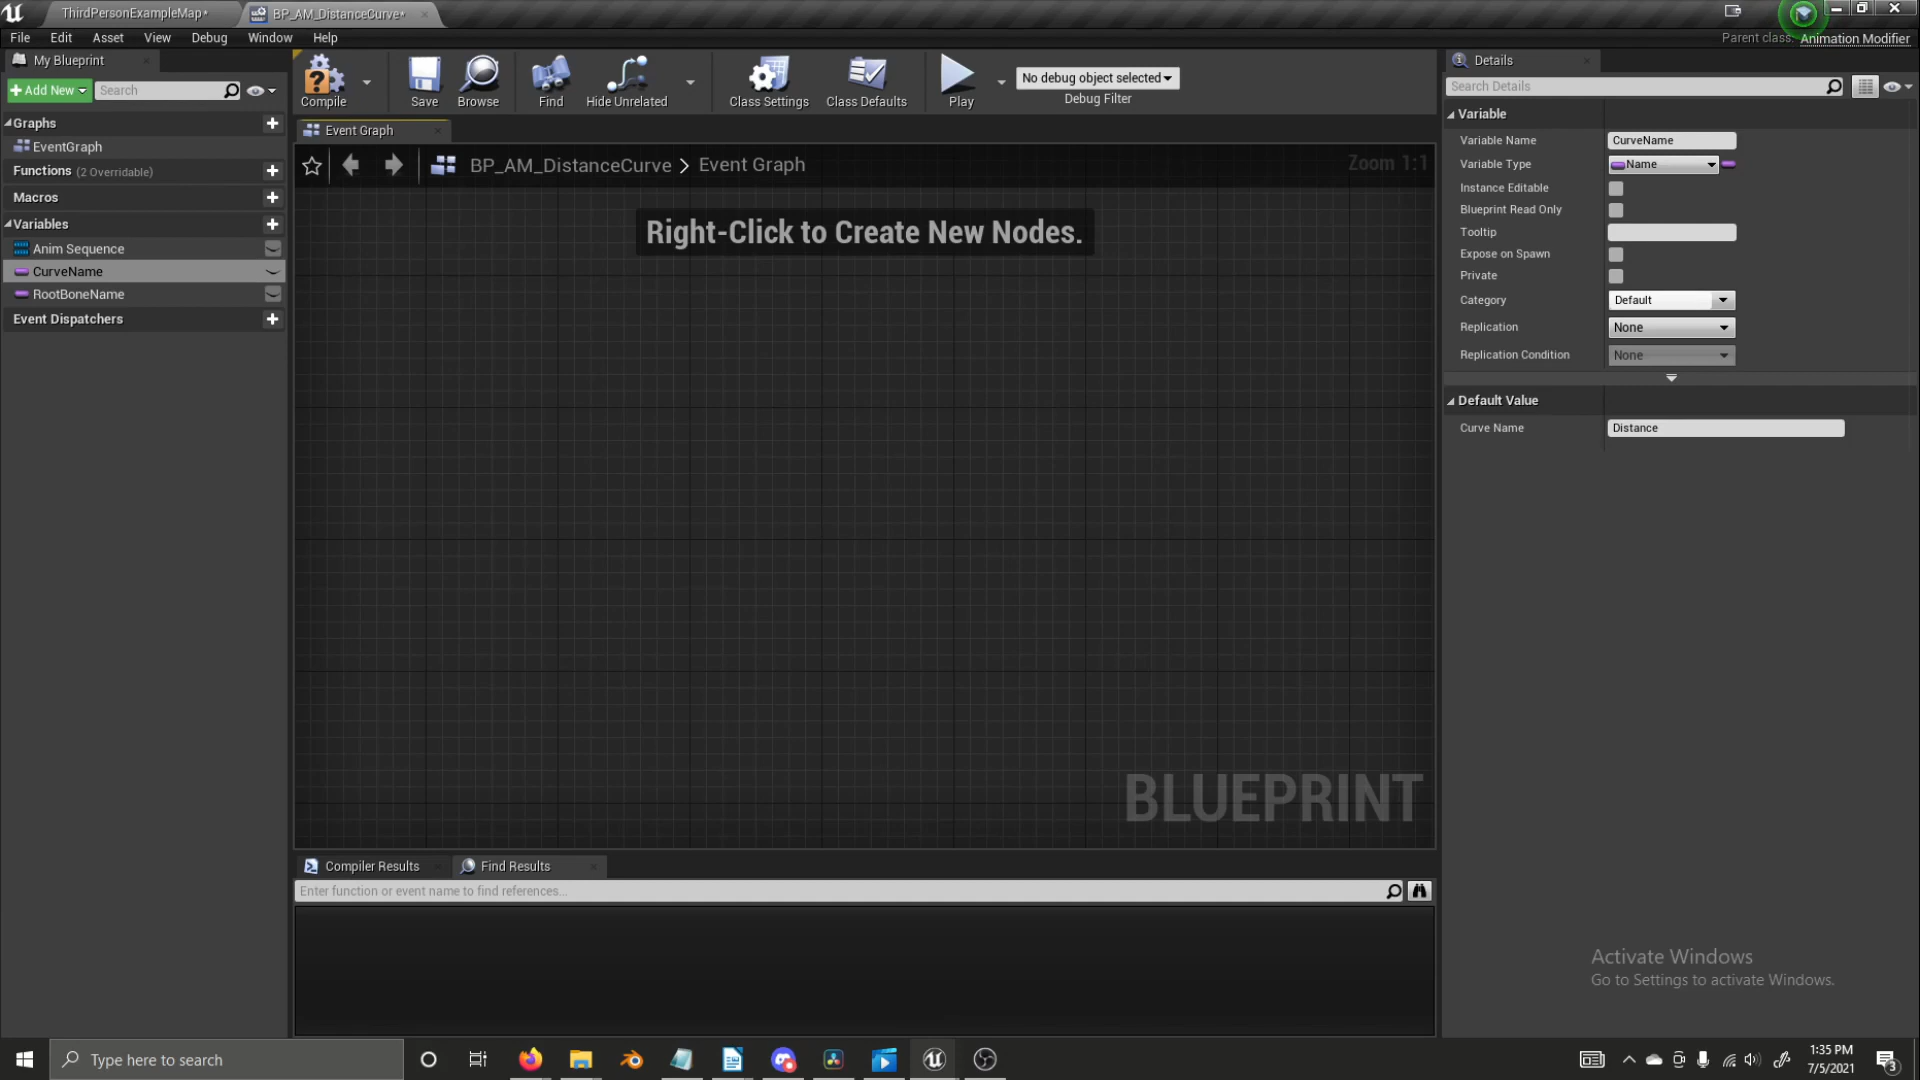 ThirdPersonExampleMap*
BP_AM_DistanceCurve*
File Edit Asset View Debug Window Help
Parent class: Animation Modifier
My Blueprint
Add New
Search
Compile
Save
Browse
Find
Hide Unrelated
Class Settings
Class Defaults
Play
No debug object selected
Debug Filter
Details
Search Details
Graphs
EventGraph
Functions (2 Overridable)
Macros
Variables
Anim Sequence
CurveName
RootBoneName
Event Dispatchers
Event Graph
BP_AM_DistanceCurve > Event Graph
Zoom 1:1
Right-Click to Create New Nodes.
BLUEPRINT
Variable
Variable Name CurveName
Variable Type Name
Instance Editable
Blueprint Read Only
Tooltip
Expose on Spawn
Private
Category Default
Replication None
Replication Condition None
Default Value
Curve Name Distance
Compiler Results
Find Results
Enter function or event name to find references...
Activate Windows
Go to Settings to activate Windows.
Type here to search
1:35 PM
7/5/2021
3